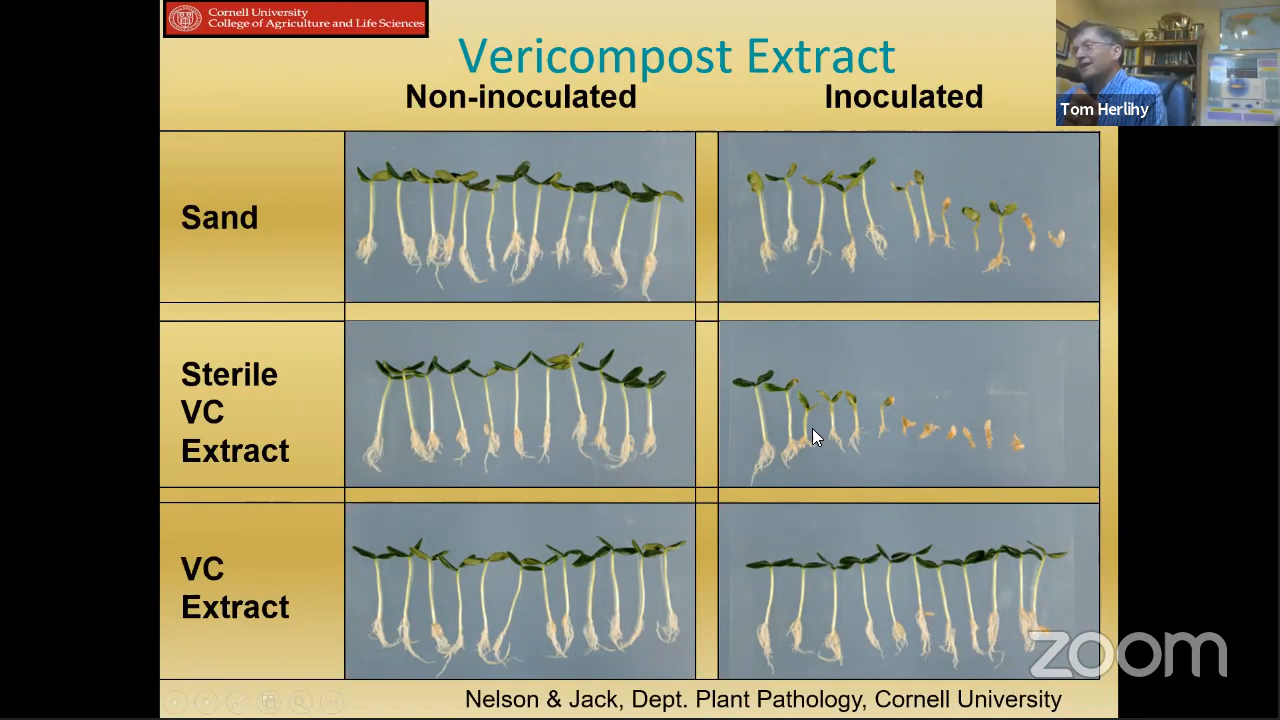 Cornell University
College of Agriculture and Life Sciences
Vericompost Extract
Non-inoculated
Inoculated
Tom Herlihy
Sand
Sterile
VC
Extract
VC
Extract
zoom
Nelson & Jack, Dept. Plant Pathology, Cornell University